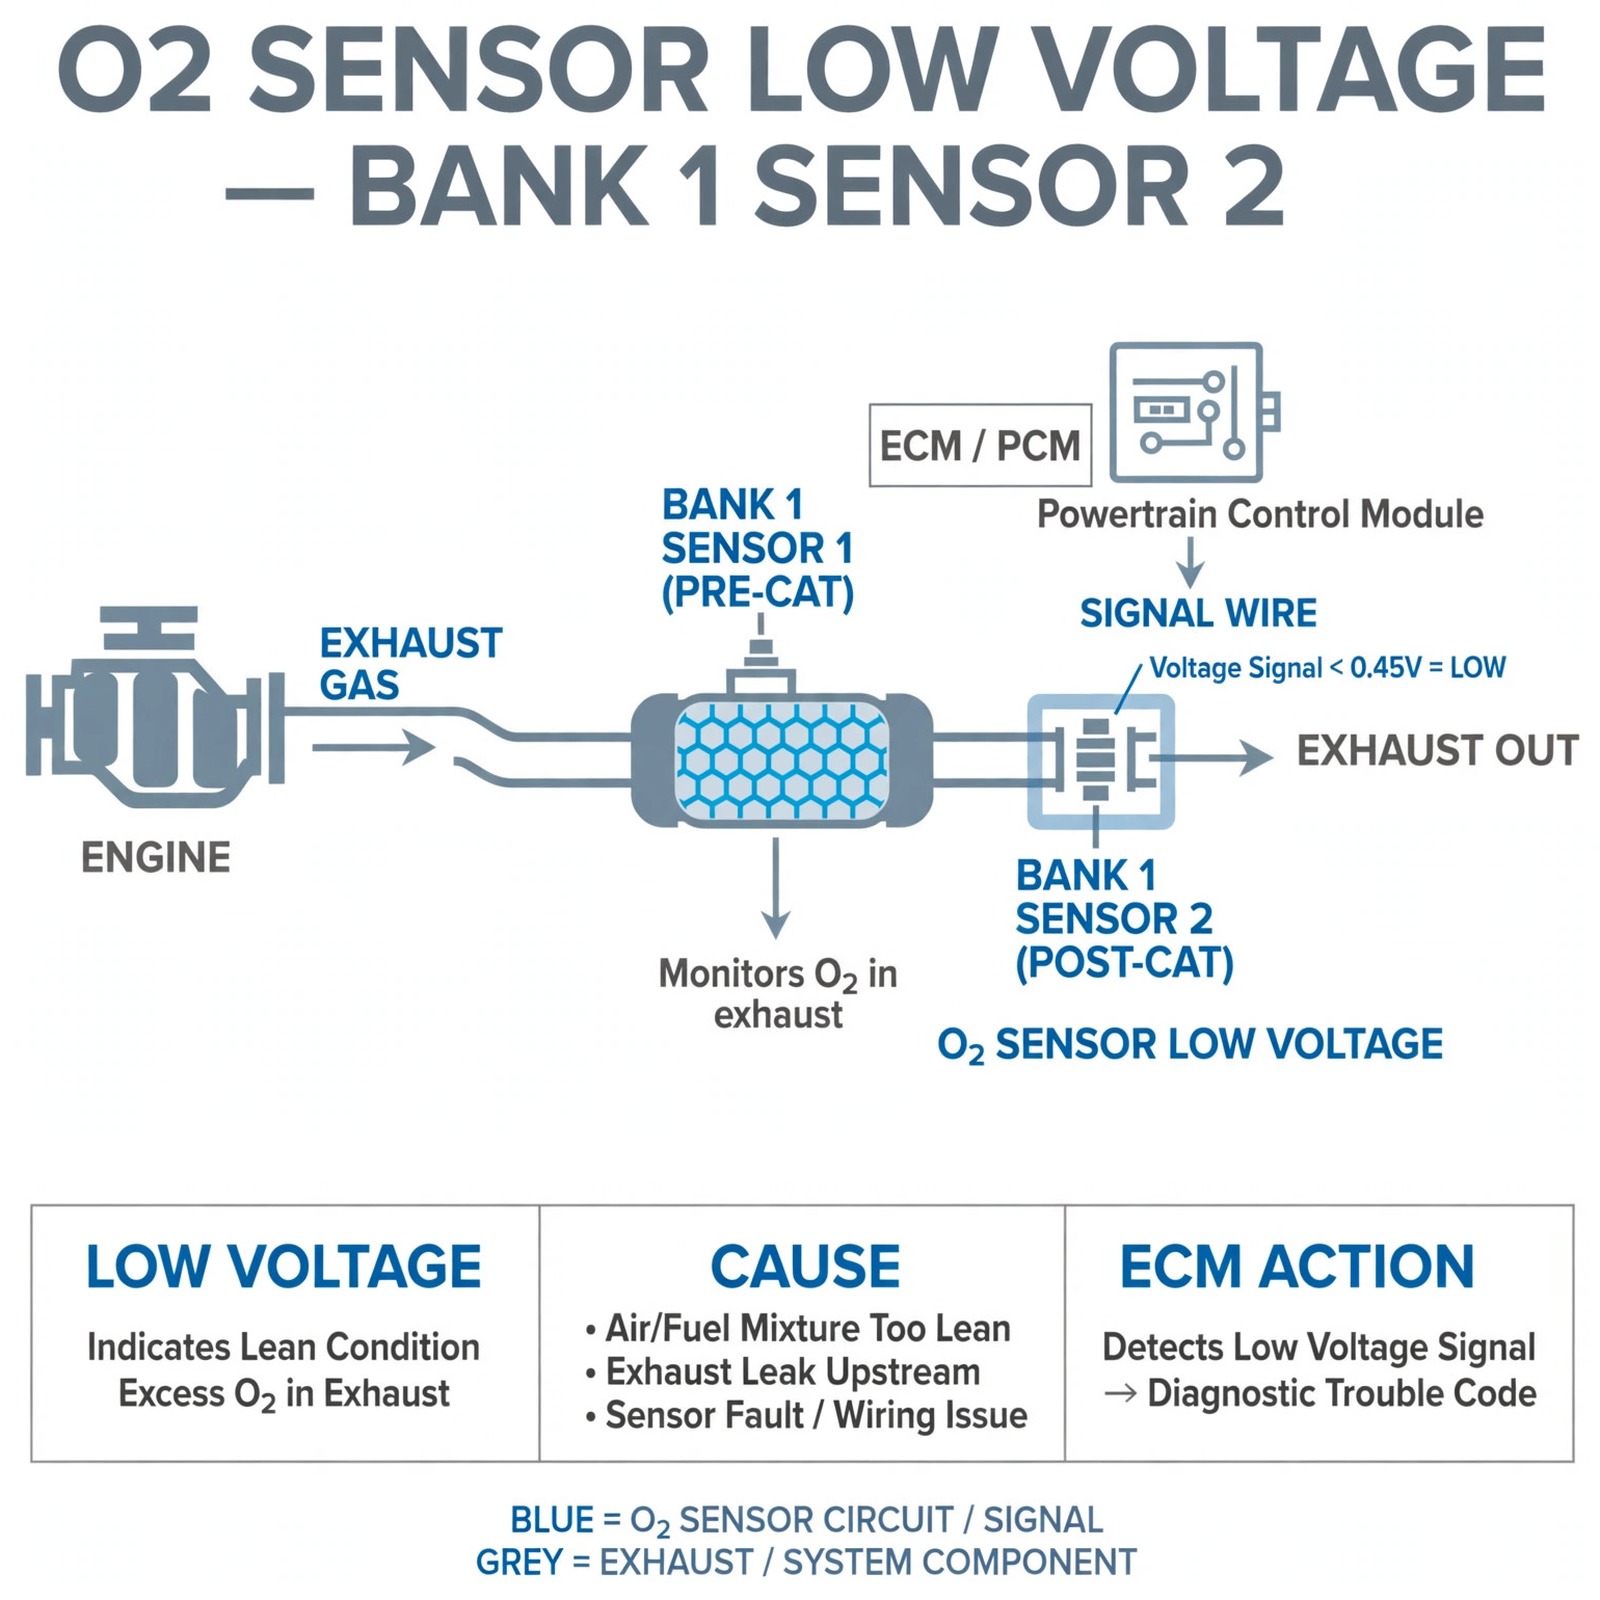 O2 SENSOR LOW VOLTAGE
— BANK 1 SENSOR 2
ECM / PCM
Powertrain Control Module
BANK 1
SENSOR 1
(PRE-CAT)
SIGNAL WIRE
Voltage Signal < 0.45V = LOW
EXHAUST
GAS
EXHAUST OUT
ENGINE
BANK 1
SENSOR 2
(POST-CAT)
Monitors O₂ in
exhaust
O₂ SENSOR LOW VOLTAGE
LOW VOLTAGE
Indicates Lean Condition
Excess O₂ in Exhaust
CAUSE
• Air/Fuel Mixture Too Lean
• Exhaust Leak Upstream
• Sensor Fault / Wiring Issue
ECM ACTION
Detects Low Voltage Signal
→ Diagnostic Trouble Code
BLUE = O₂ SENSOR CIRCUIT / SIGNAL
GREY = EXHAUST / SYSTEM COMPONENT